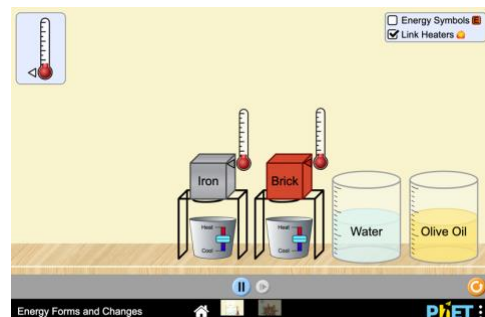 Energy Symbols E
Link Heaters
Iron
Brick
Heat
Cool
Heat
Cool
Water
Olive Oil
Energy Forms and Changes
PhET